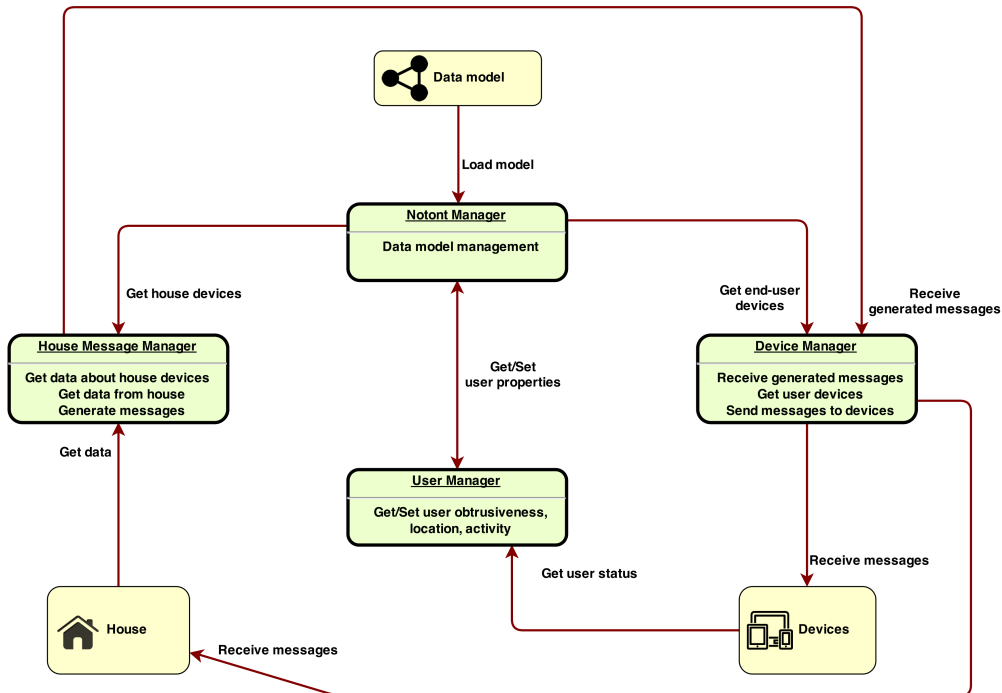 Data model
Load model
Notont Manager
Data model management
Get house devices
Get end-user
devices
Receive
generated messages
House Message Manager
Get data about house devices
Get data from house
Generate messages
Get/Set
user properties
Device Manager
Receive generated messages
Get user devices
Send messages to devices
Get data
User Manager
Get/Set user obtrusiveness,
location, activity
Receive messages
Get user status
House
Devices
Receive messages